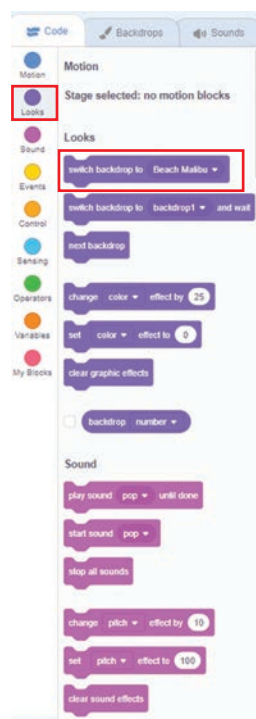 Code Backdrops Sounds
Motion
Looks
Sound
Events
Control
Sensing
Operators
Variables
My Blocks
Motion
Stage selected: no motion blocks
Looks
switch backdrop to Beach Malibu
switch backdrop to backdrop1 and wait
next backdrop
change color effect by 25
set color effect to 0
clear graphic effects
backdrop number
Sound
play sound pop until done
start sound pop
stop all sounds
change pitch effect by 10
set pitch effect to 100
clear sound effects